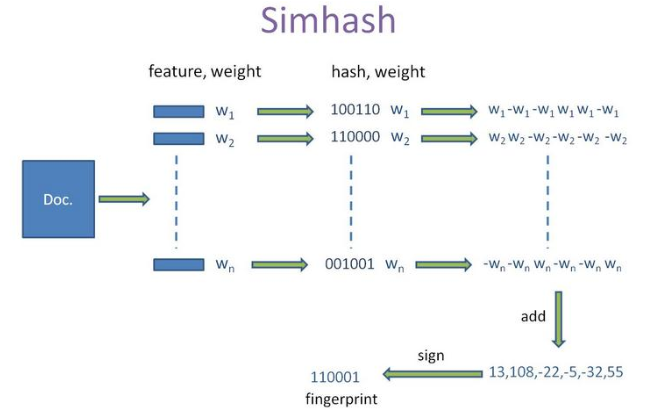 Simhash
feature, weight
hash, weight
w1
100110 w1
w1 -w1 -w1 w1 w1 -w1
w2
110000 w2
w2 w2 -w2 -w2 -w2 -w2
Doc.
wn
001001 wn
-wn -wn wn -wn -wn wn
add
sign
13,108,-22,-5,-32,55
110001
fingerprint